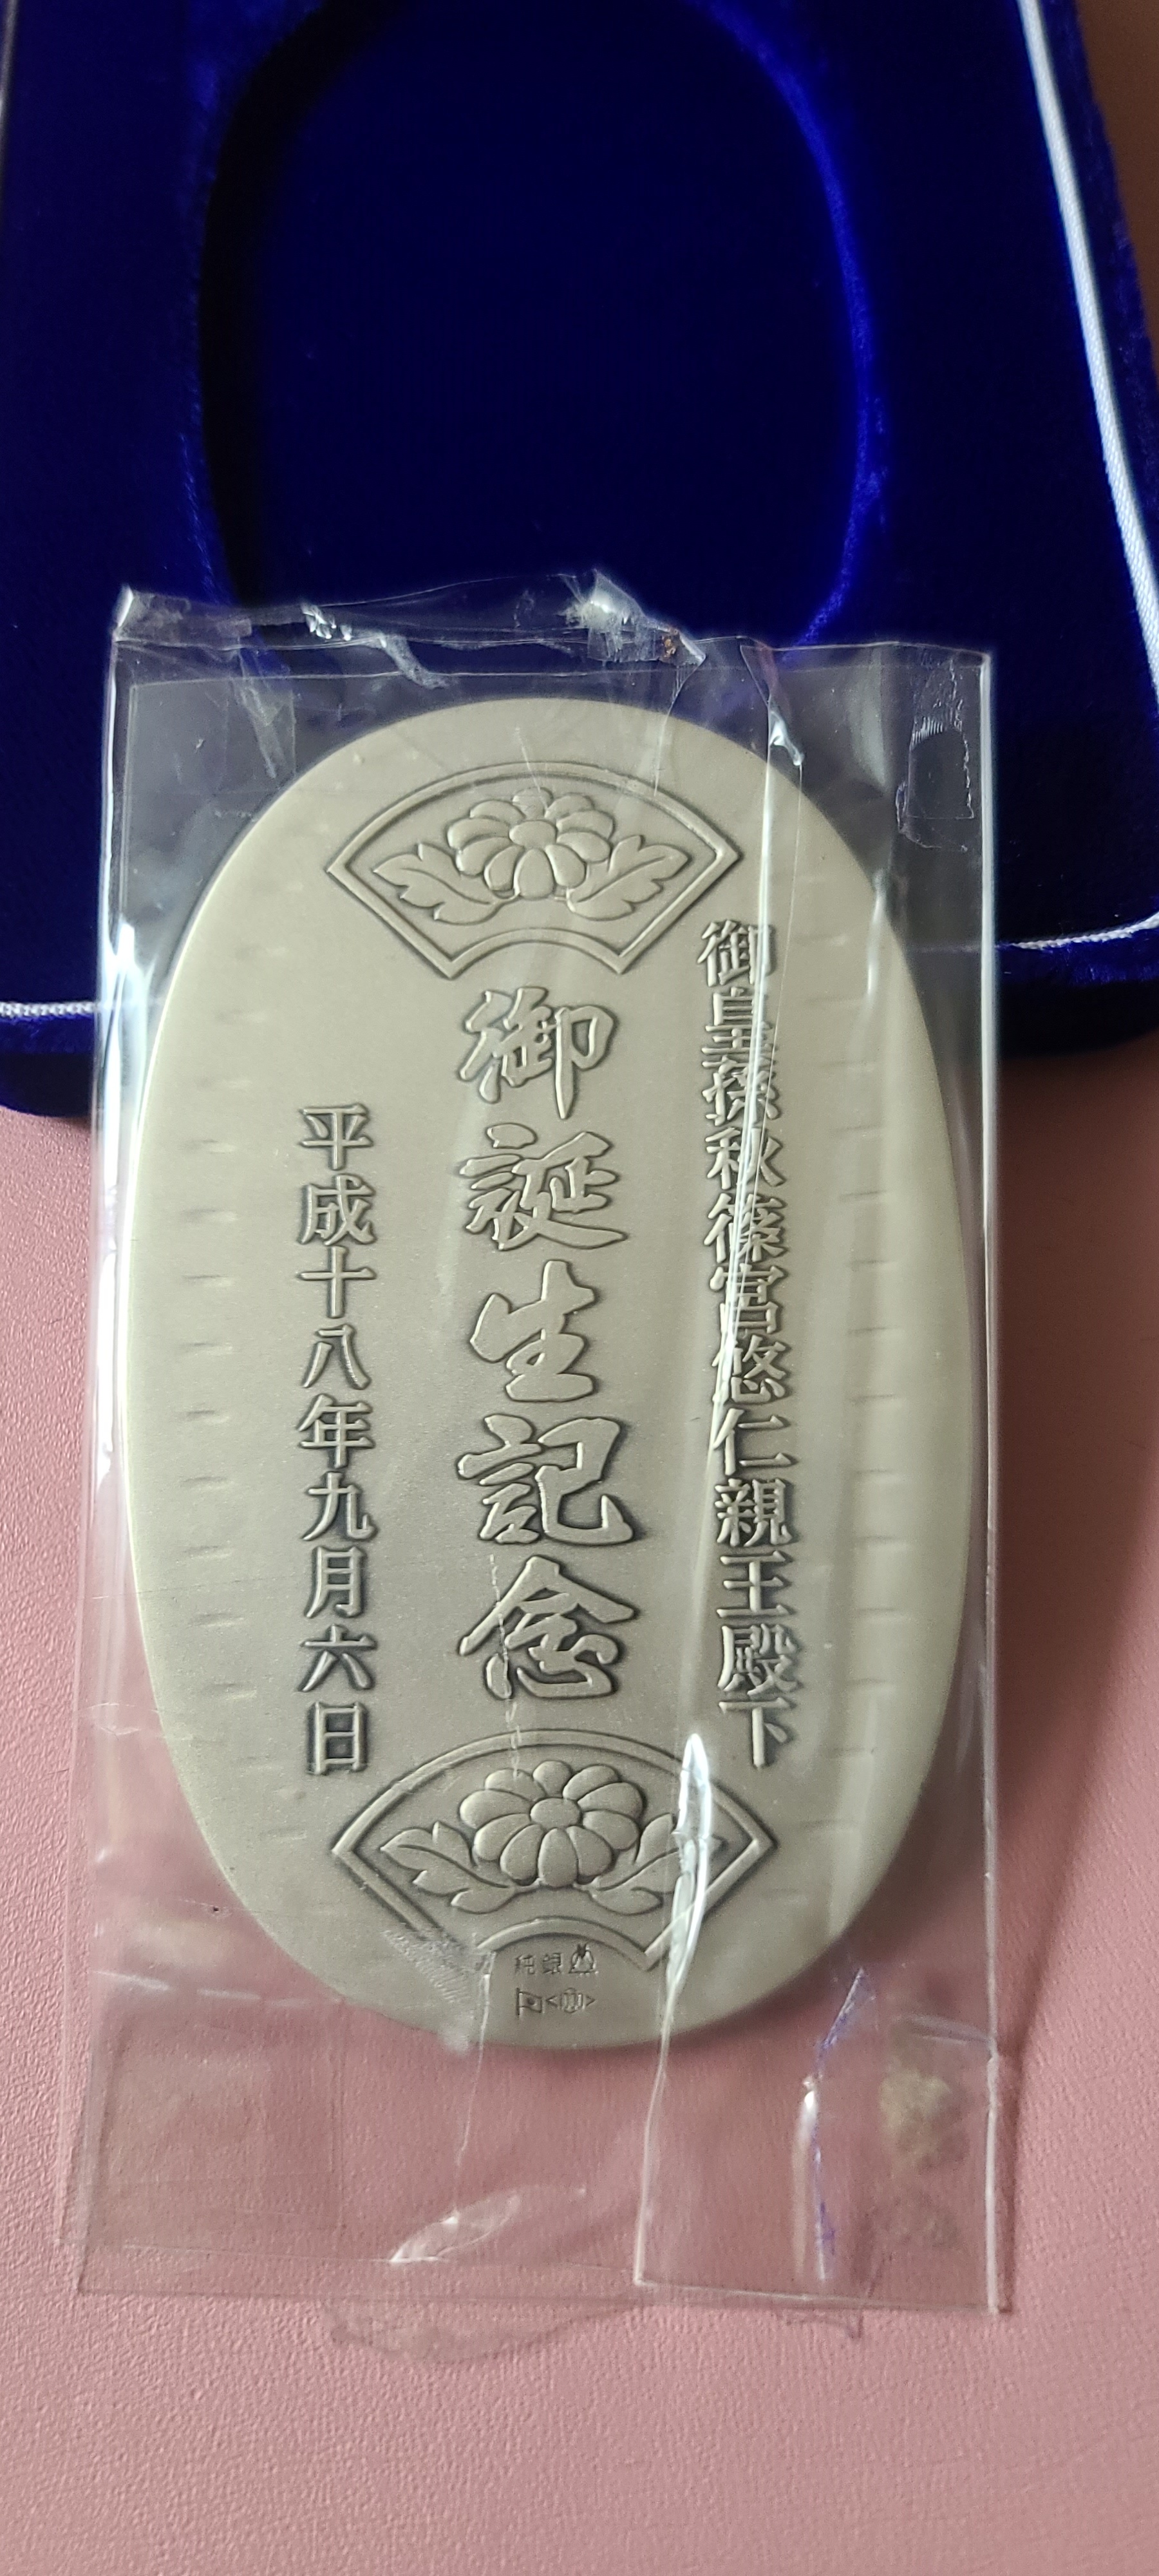 御皇孫秋篠宮悠仁親王殿下
御誕生記念
平成十八年九月六日
純銀